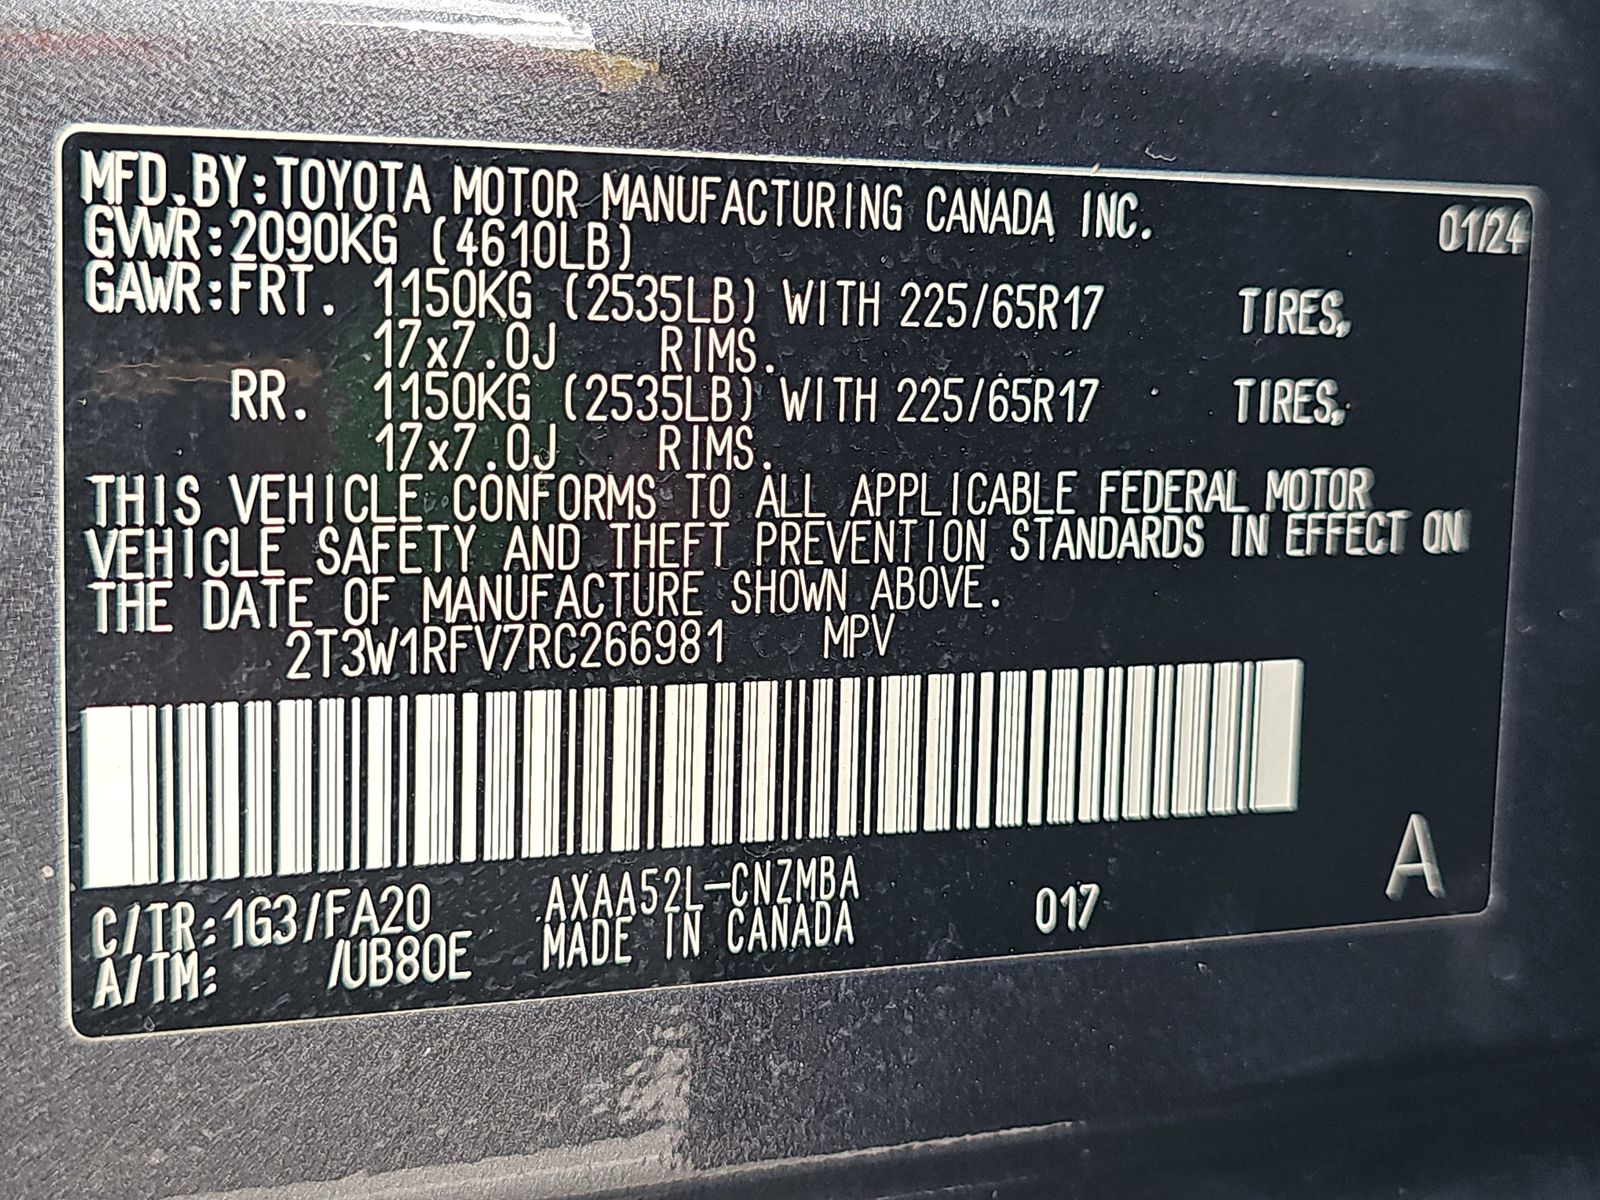 MFD.BY:TOYOTA MOTOR MANUFACTURING CANADA INC. 01/24
GVWR:2090KG (4610LB)
GAWR:FRT. 1150KG (2535LB) WITH 225/65R17 TIRES,
17x7.0J RIMS.
RR. 1150KG (2535LB) WITH 225/65R17 TIRES,
17x7.0J RIMS.
THIS VEHICLE CONFORMS TO ALL APPLICABLE FEDERAL MOTOR
VEHICLE SAFETY AND THEFT PREVENTION STANDARDS IN EFFECT ON
THE DATE OF MANUFACTURE SHOWN ABOVE.
2T3W1RFV7RC266981 MPV
A
C/TR:1G3/FA20 AXAA52L-CNZMBA
A/TM: /UB80E MADE IN CANADA 017